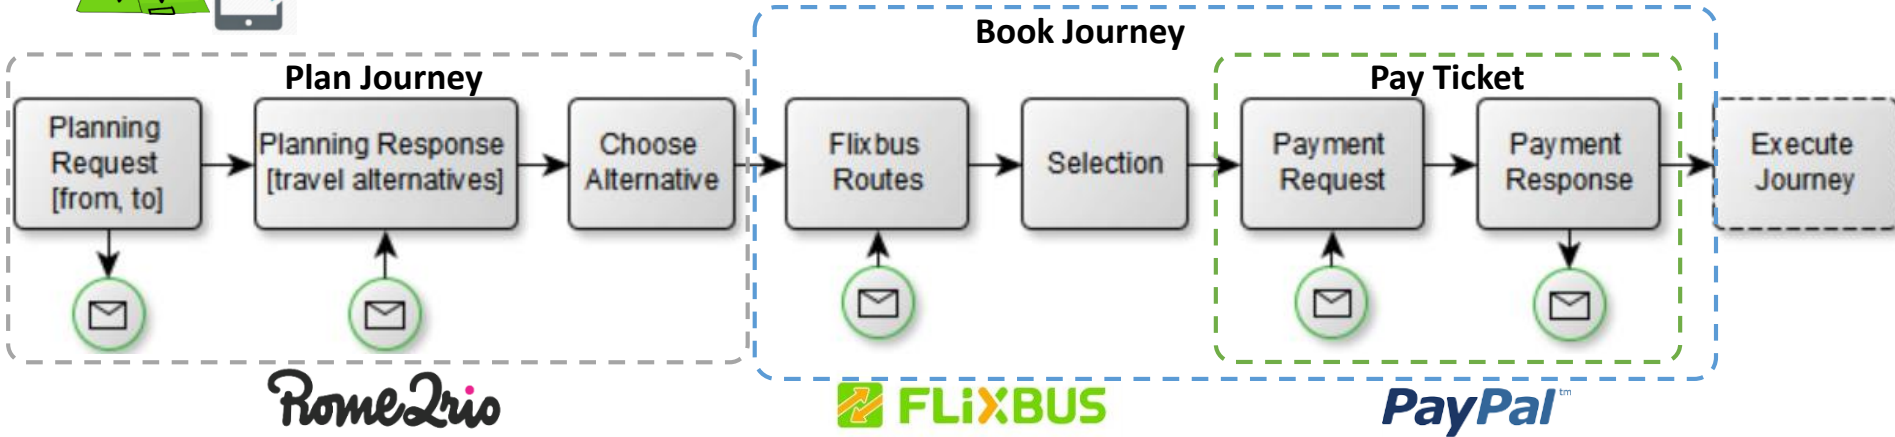 Book Journey
Plan Journey
Pay Ticket
Planning
Request
[from, to]
Planning Response
[travel alternatives]
Choose
Alternative
Flixbus
Routes
Selection
Payment
Request
Payment
Response
Execute
Journey
Rome2rio
FLiXBUS
PayPal™